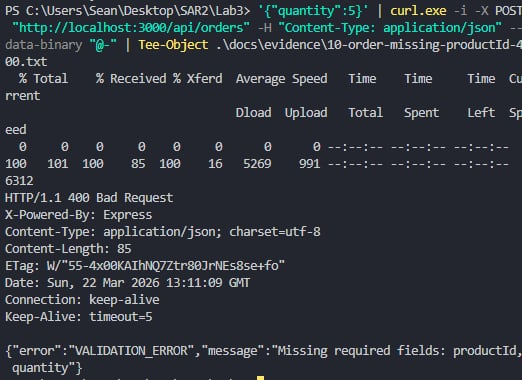 PS C:\Users\Sean\Desktop\SAR2\Lab3> '{"quantity":5}' | curl.exe -i -X POST
 "http://localhost:3000/api/orders" -H "Content-Type: application/json" --
data-binary "@-" | Tee-Object .\docs\evidence\10-order-missing-productId-4
00.txt
  % Total    % Received % Xferd  Average Speed   Time    Time     Time  Cu
rrent
                                 Dload  Upload   Total   Spent    Left  Sp
eed
  0     0    0     0    0     0      0      0 --:--:-- --:--:-- --:--:--
100   101  100    85  100    16   5269    991 --:--:-- --:--:-- --:--:--
6312
HTTP/1.1 400 Bad Request
X-Powered-By: Express
Content-Type: application/json; charset=utf-8
Content-Length: 85
ETag: W/"55-4x00KAIhNQ7Ztr80JrNEs8se+fo"
Date: Sun, 22 Mar 2026 13:11:09 GMT
Connection: keep-alive
Keep-Alive: timeout=5

{"error":"VALIDATION_ERROR","message":"Missing required fields: productId,
 quantity"}